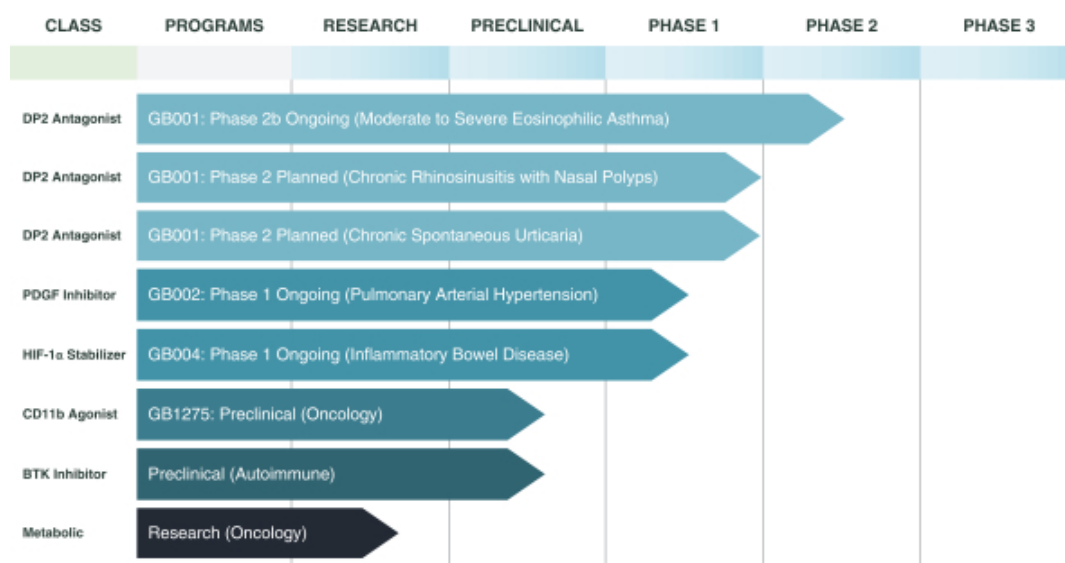 CLASS PROGRAMS RESEARCH PRECLINICAL PHASE 1 PHASE 2 PHASE 3
DP2 Antagonist GB001: Phase 2b Ongoing (Moderate to Severe Eosinophilic Asthma)
DP2 Antagonist GB001: Phase 2 Planned (Chronic Rhinosinusitis with Nasal Polyps)
DP2 Antagonist GB001: Phase 2 Planned (Chronic Spontaneous Urticaria)
PDGF Inhibitor GB002: Phase 1 Ongoing (Pulmonary Arterial Hypertension)
HIF-1α Stabilizer GB004: Phase 1 Ongoing (Inflammatory Bowel Disease)
CD11b Agonist GB1275: Preclinical (Oncology)
BTK Inhibitor Preclinical (Autoimmune)
Metabolic Research (Oncology)